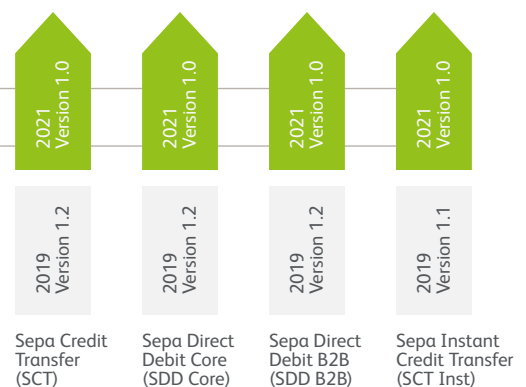 2021
Version 1.0
2021
Version 1.0
2021
Version 1.0
2021
Version 1.0
2019
Version 1.2
2019
Version 1.2
2019
Version 1.2
2019
Version 1.1
Sepa Credit
Transfer
(SCT)
Sepa Direct
Debit Core
(SDD Core)
Sepa Direct
Debit B2B
(SDD B2B)
Sepa Instant
Credit Transfer
(SCT Inst)